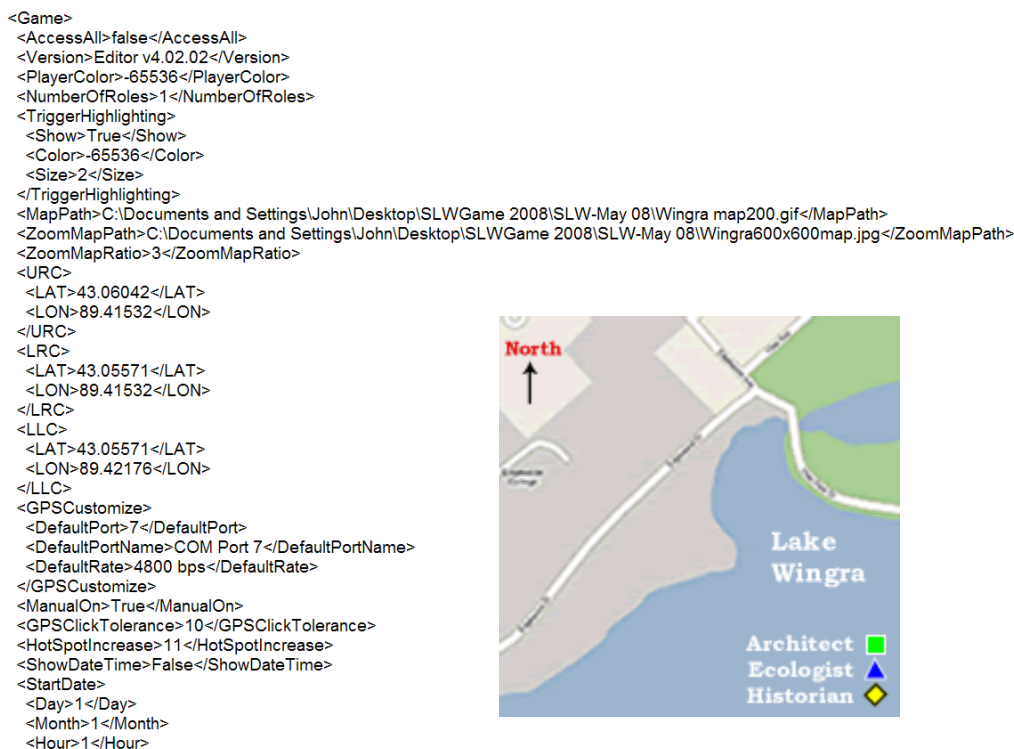 <Game>
<AccessAll>false</AccessAll>
<Version>Editor v4.02.02</Version>
<PlayerColor>-65536</PlayerColor>
<NumberOfRoles>1</NumberOfRoles>
<TriggerHighlighting>
<Show>True</Show>
<Color>-65536</Color>
<Size>2</Size>
</TriggerHighlighting>
<MapPath>C:\Documents and Settings\John\Desktop\SLWGame 2008\SLW-May 08\Wingra map200.gif</MapPath>
<ZoomMapPath>C:\Documents and Settings\John\Desktop\SLWGame 2008\SLW-May 08\Wingra600x600map.jpg</ZoomMapPath>
<ZoomMapRatio>3</ZoomMapRatio>
<URC>
<LAT>43.06042</LAT>
<LON>89.41532</LON>
</URC>
<LRC>
<LAT>43.05571</LAT>
<LON>89.41532</LON>
</LRC>
<LLC>
<LAT>43.05571</LAT>
<LON>89.42176</LON>
</LLC>
<GPSCustomize>
<DefaultPort>7</DefaultPort>
<DefaultPortName>COM Port 7</DefaultPortName>
<DefaultRate>4800 bps</DefaultRate>
</GPSCustomize>
<ManualOn>True</ManualOn>
<GPSClickTolerance>10</GPSClickTolerance>
<HotSpotIncrease>11</HotSpotIncrease>
<ShowDateTime>False</ShowDateTime>
<StartDate>
<Day>1</Day>
<Month>1</Month>
<Hour>1</Hour>
North
Lake
Wingra
Architect
Ecologist
Historian